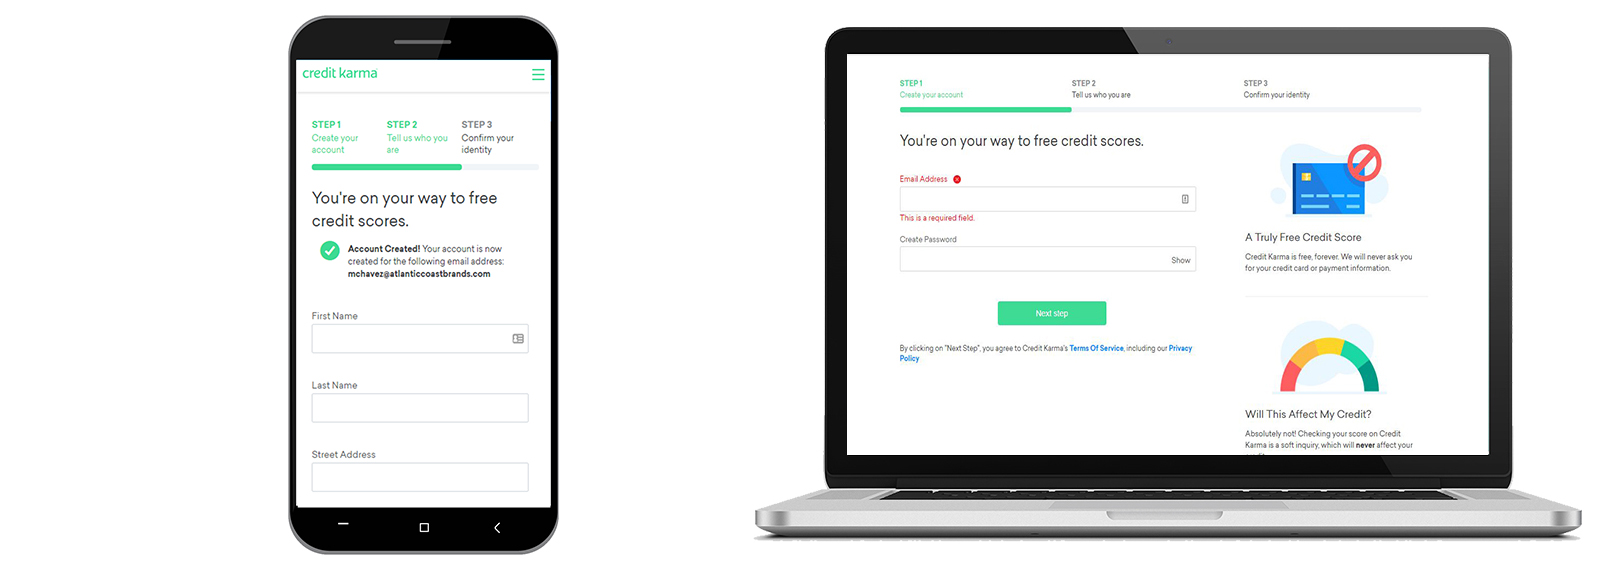 credit karma
STEP 1
STEP 2
STEP 3
Create your
account
Tell us who you
are
Confirm your
identity
You're on your way to free
credit scores.
Account Created! Your account is now
created for the following email address:
mchavez@atlanticcoastbrands.com
First Name
Last Name
Street Address
STEP 1
STEP 2
STEP 3
Create your account
Tell us who you are
Confirm your identity
You're on your way to free credit scores.
Email Address
This is a required field.
Create Password
Show
Next step
By clicking on "Next Step", you agree to Credit Karma's Terms Of Service, including our Privacy
Policy
A Truly Free Credit Score
Credit Karma is free, forever. We will never ask you
for your credit card or payment information.
Will This Affect My Credit?
Absolutely not! Checking your score on Credit
Karma is a soft inquiry, which will never affect your